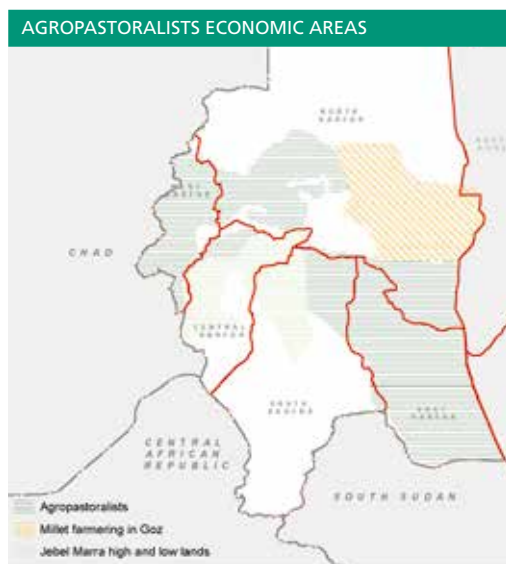 AGROPASTORALISTS ECONOMIC AREAS
NORTH
DARFUR
WEST
DARFUR
CHAD
CENTRAL
DARFUR
SOUTH
DARFUR
EAST
DARFUR
CENTRAL
AFRICAN
REPUBLIC
SOUTH SUDAN
Agropastoralists
Millet farmering in Goz
Jebel Marra high and low lands